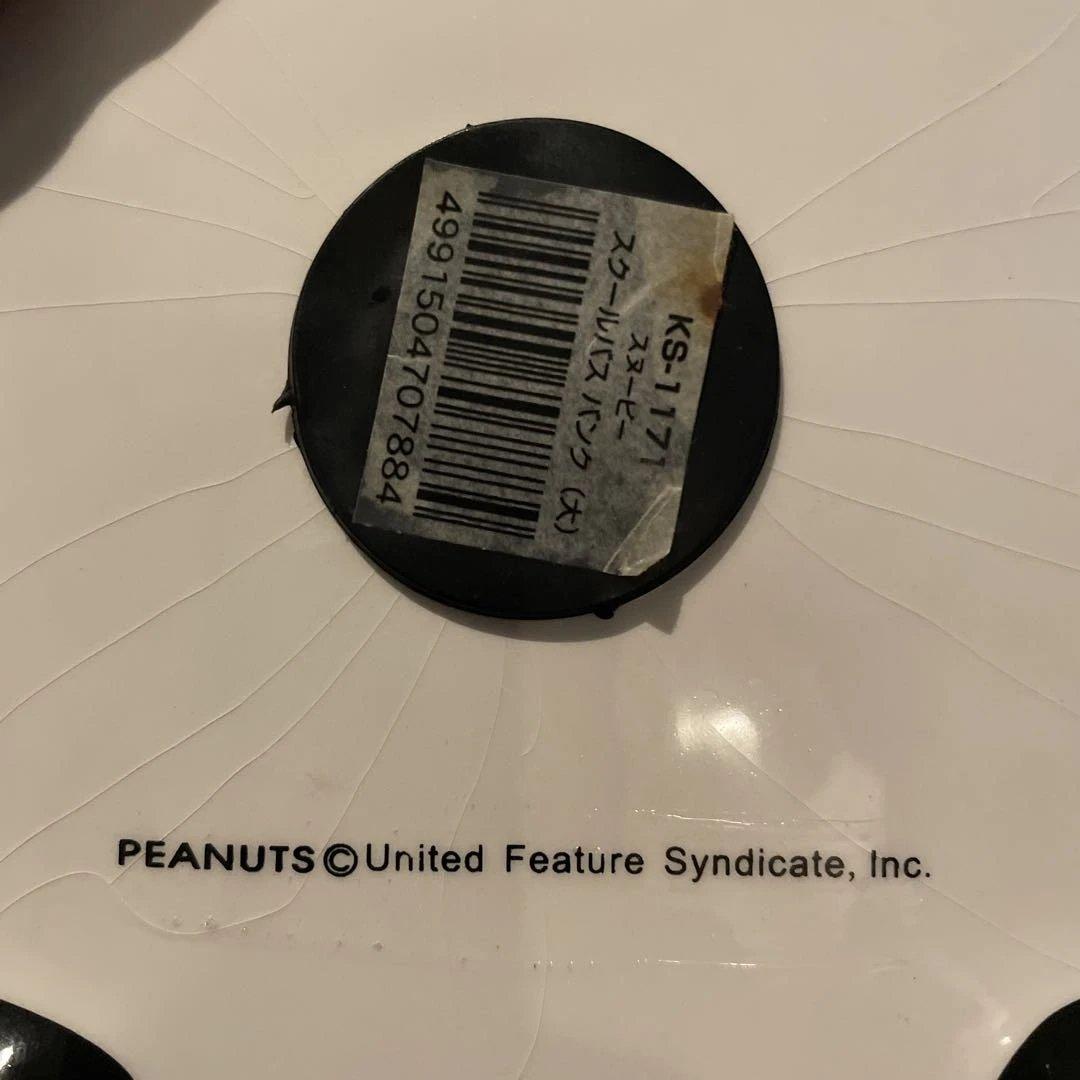 KS-1171
スヌーピー
スクールバス バンク (大)
4991504707884
PEANUTS©United Feature Syndicate, Inc.